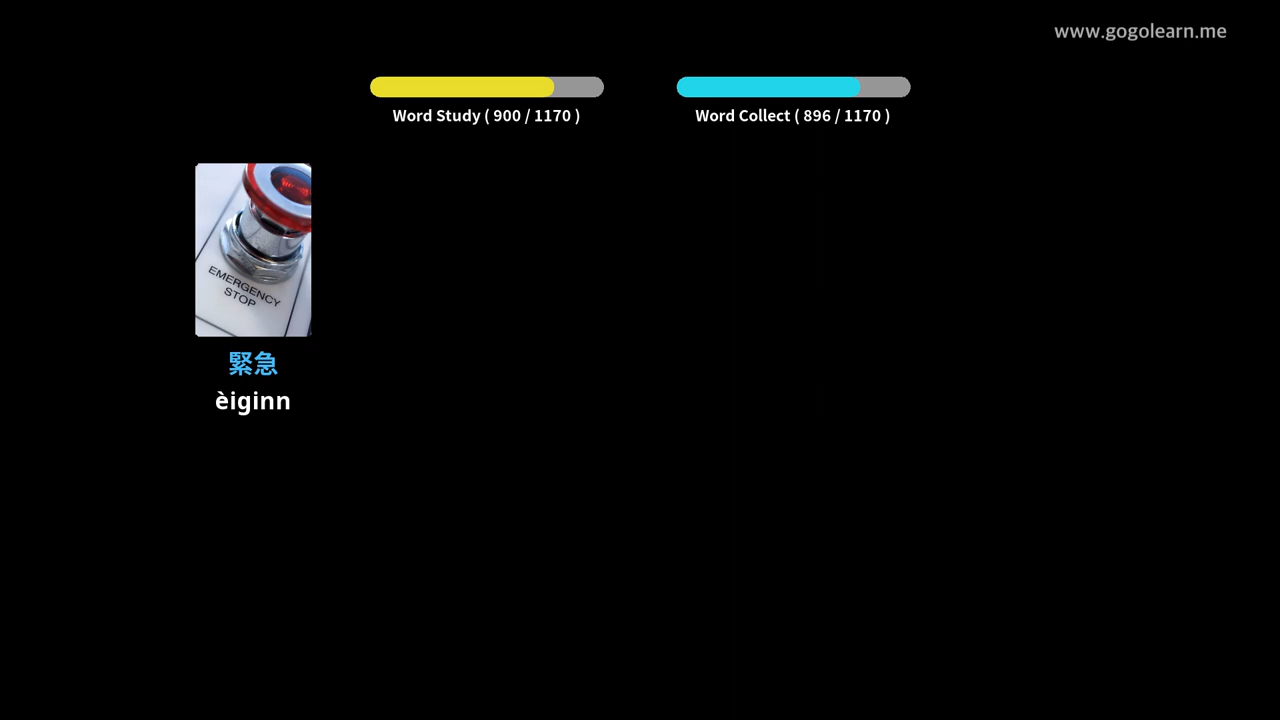 www.gogolearn.me
Word Study ( 900 / 1170 )
Word Collect ( 896 / 1170 )
EMERGENCY
STOP
緊急
èiginn